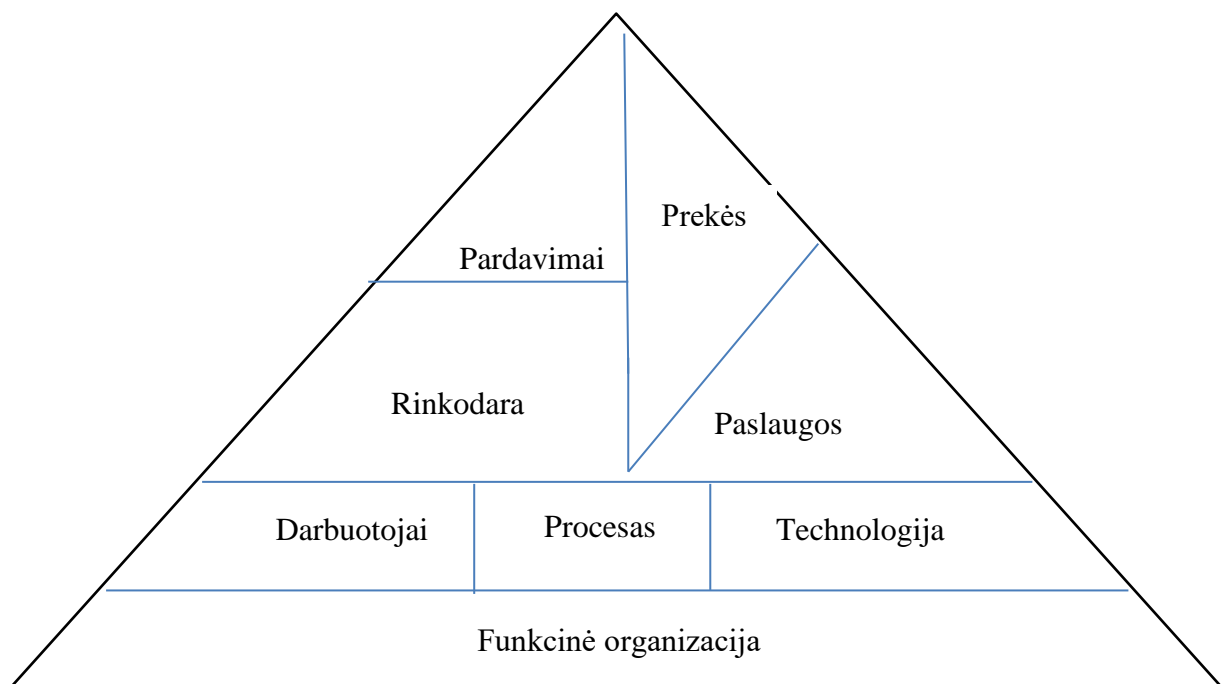 Prekės
Pardavimai
Rinkodara
Paslaugos
Darbuotojai
Procesas
Technologija
Funkcinė organizacija